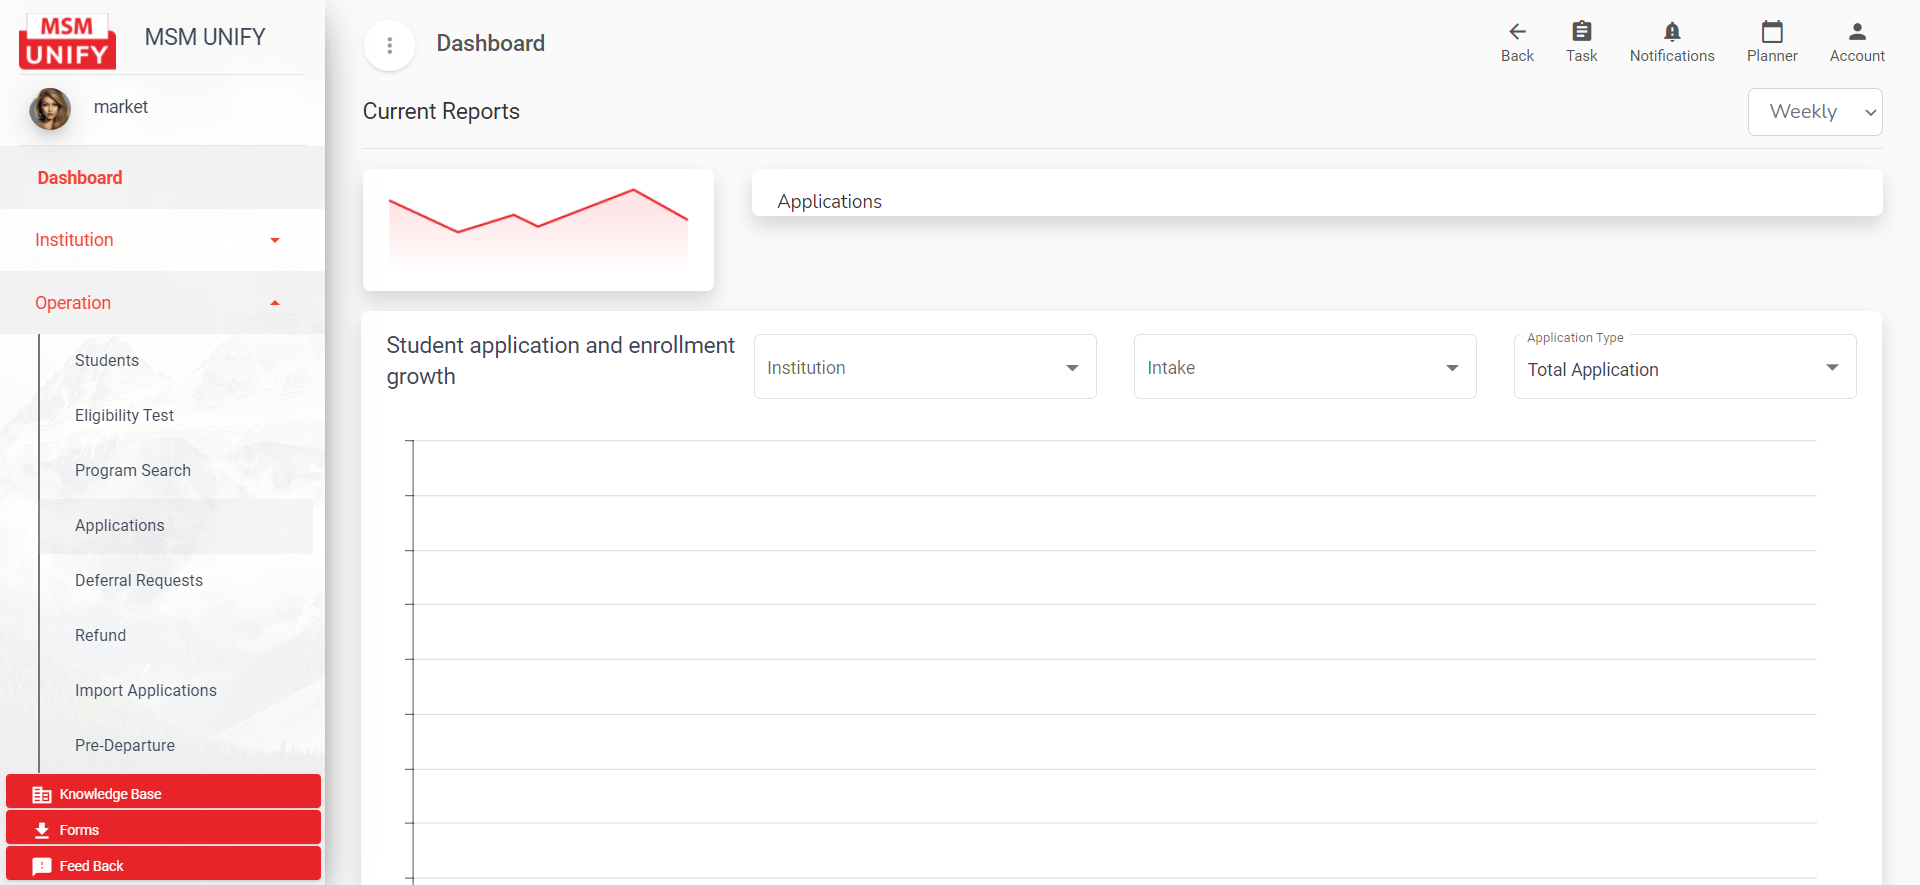 MSM
UNIFY
MSM UNIFY
market
Dashboard
Institution
Operation
Students
Eligibility Test
Program Search
Applications
Deferral Requests
Refund
Import Applications
Pre-Departure
Knowledge Base
Forms
Feed Back
Dashboard
Back
Task
Notifications
Planner
Account
Current Reports
Weekly
Applications
Student application and enrollment
growth
Institution
Intake
Application Type
Total Application